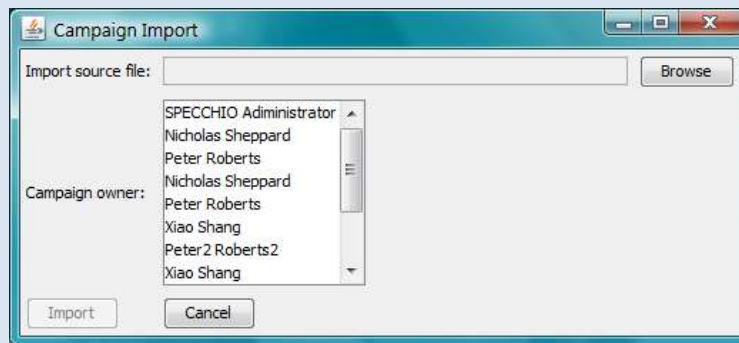 Campaign Import
Import source file:
Browse
Campaign owner:
SPECCHIO Adiministrator
Nicholas Sheppard
Peter Roberts
Nicholas Sheppard
Peter Roberts
Xiao Shang
Peter2 Roberts2
Xiao Shang
Import
Cancel